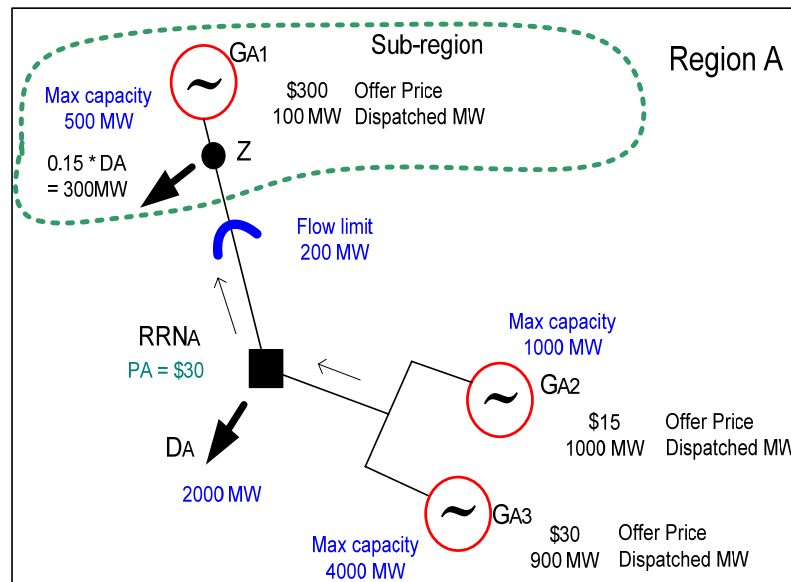 Sub-region
Region A
GA1
Max capacity
500 MW
$300 Offer Price
100 MW Dispatched MW
Z
0.15 * DA
= 300MW
Flow limit
200 MW
RRNA
PA = $30
Max capacity
1000 MW
GA2
$15 Offer Price
1000 MW Dispatched MW
DA
2000 MW
GA3
Max capacity
4000 MW
$30 Offer Price
900 MW Dispatched MW